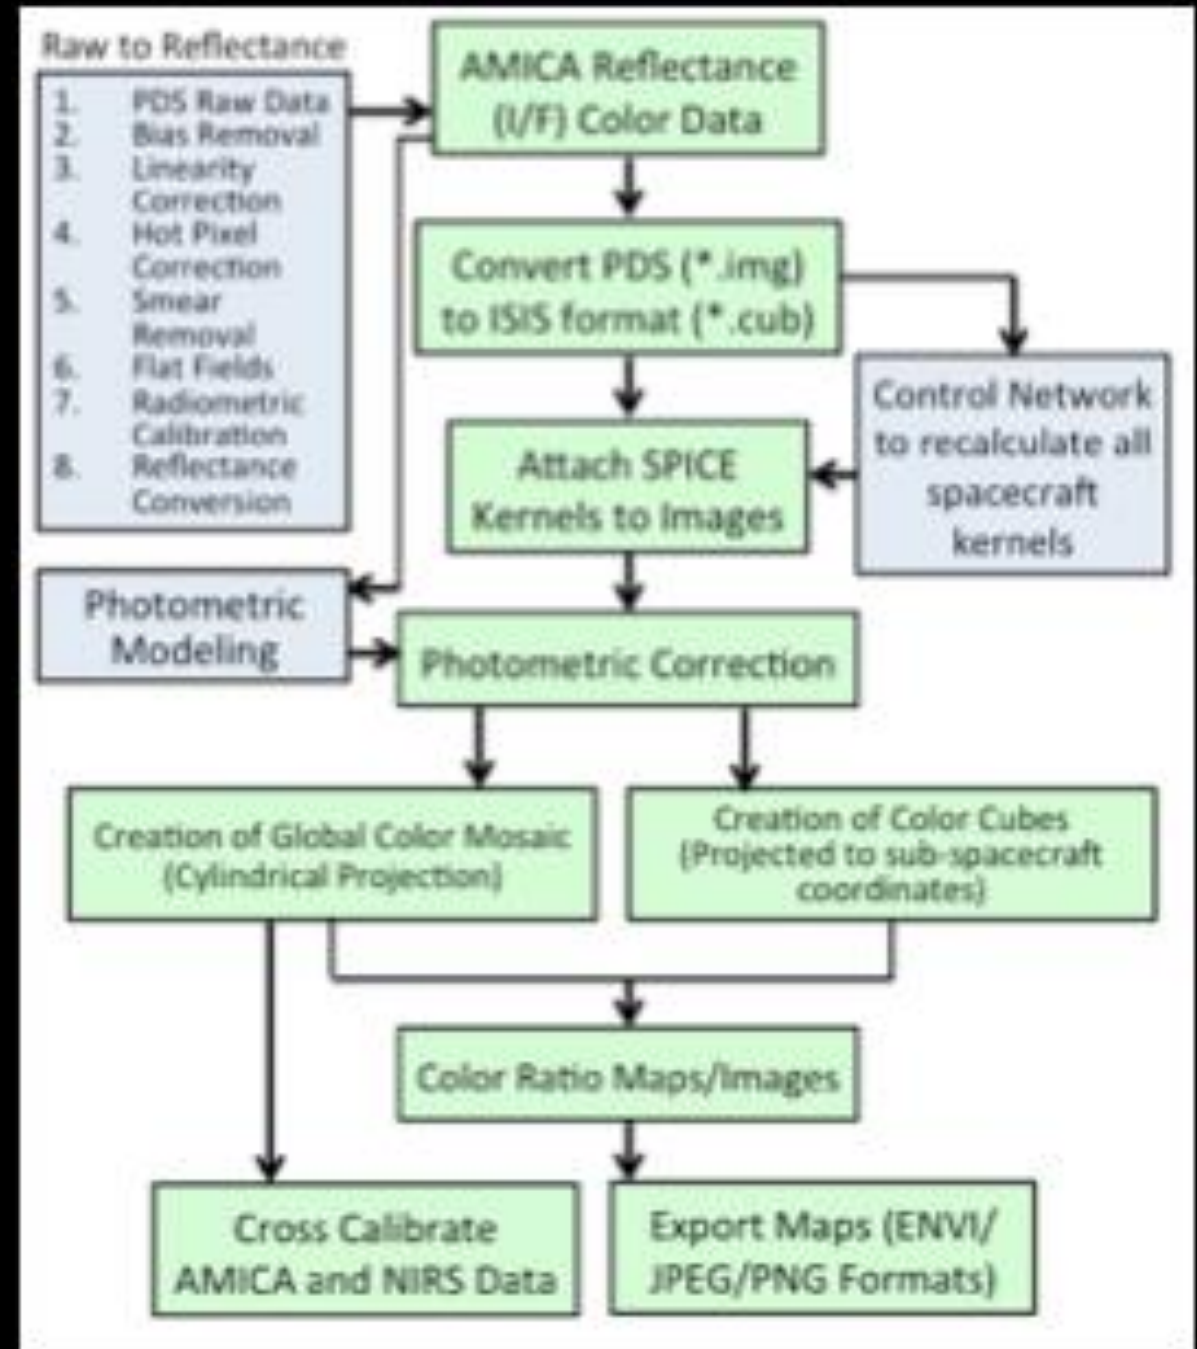 Raw to Reflectance
1. PDS Raw Data
2. Bias Removal
3. Linearity
Correction
4. Hot Pixel
Correction
5. Smear
Removal
6. Flat Fields
7. Radiometric
Calibration
8. Reflectance
Conversion
AMICA Reflectance
(I/F) Color Data
Convert PDS (*.img)
to ISIS format (*.cub)
Control Network
to recalculate all
spacecraft
kernels
Attach SPICE
Kernels to Images
Photometric
Modeling
Photometric Correction
Creation of Global Color Mosaic
(Cylindrical Projection)
Creation of Color Cubes
(Projected to sub-spacecraft
coordinates)
Color Ratio Maps/Images
Cross Calibrate
AMICA and NIRS Data
Export Maps (ENVI/
JPEG/PNG Formats)